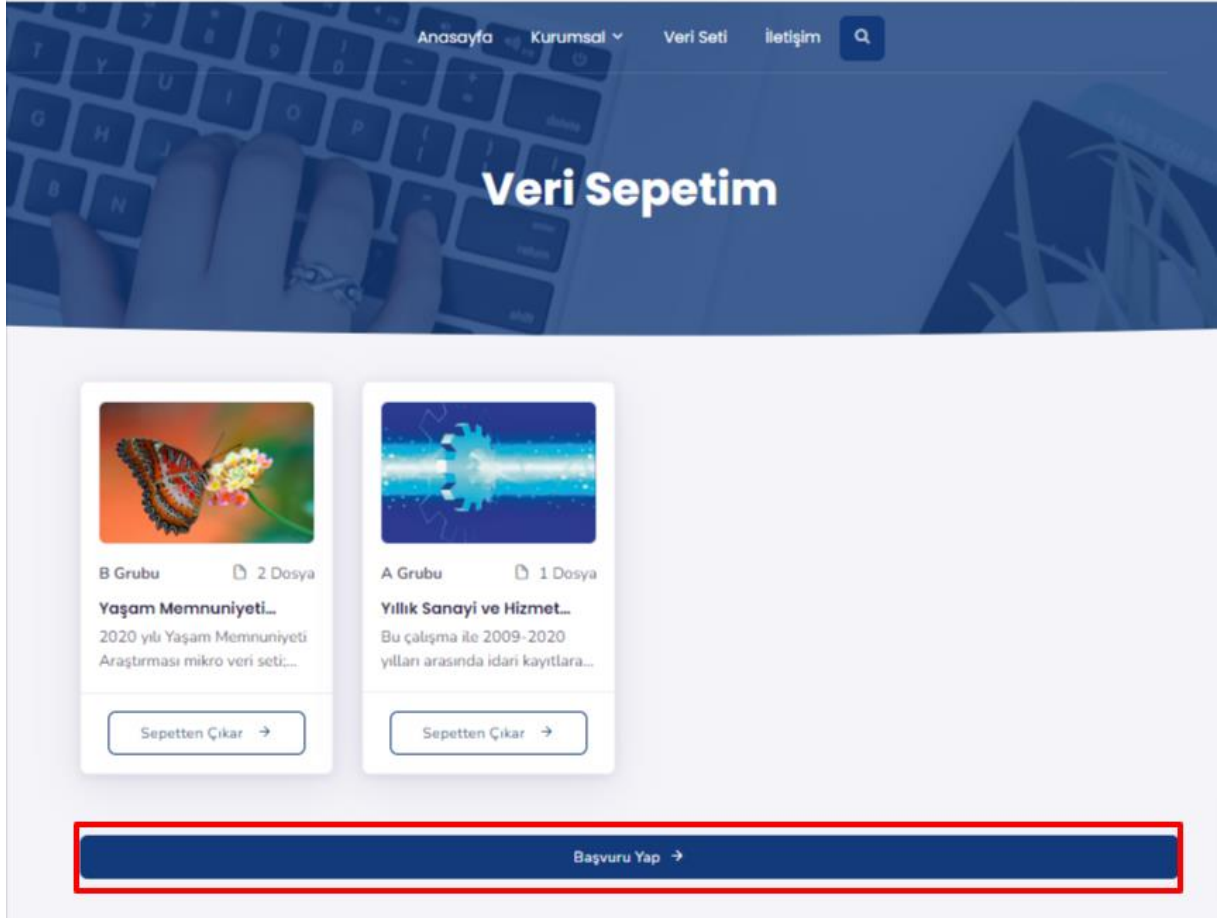 Anasayfa Kurumsal Veri Seti İletişim
Veri Sepetim
B Grubu 2 Dosya
Yaşam Memnuniyeti...
2020 yılı Yaşam Memnuniyeti
Araştırması mikro veri seti;...
Sepetten Çıkar →
A Grubu 1 Dosya
Yıllık Sanayi ve Hizmet...
Bu çalışma ile 2009-2020
yılları arasında idari kayıtlara...
Sepetten Çıkar →
Başvuru Yap →